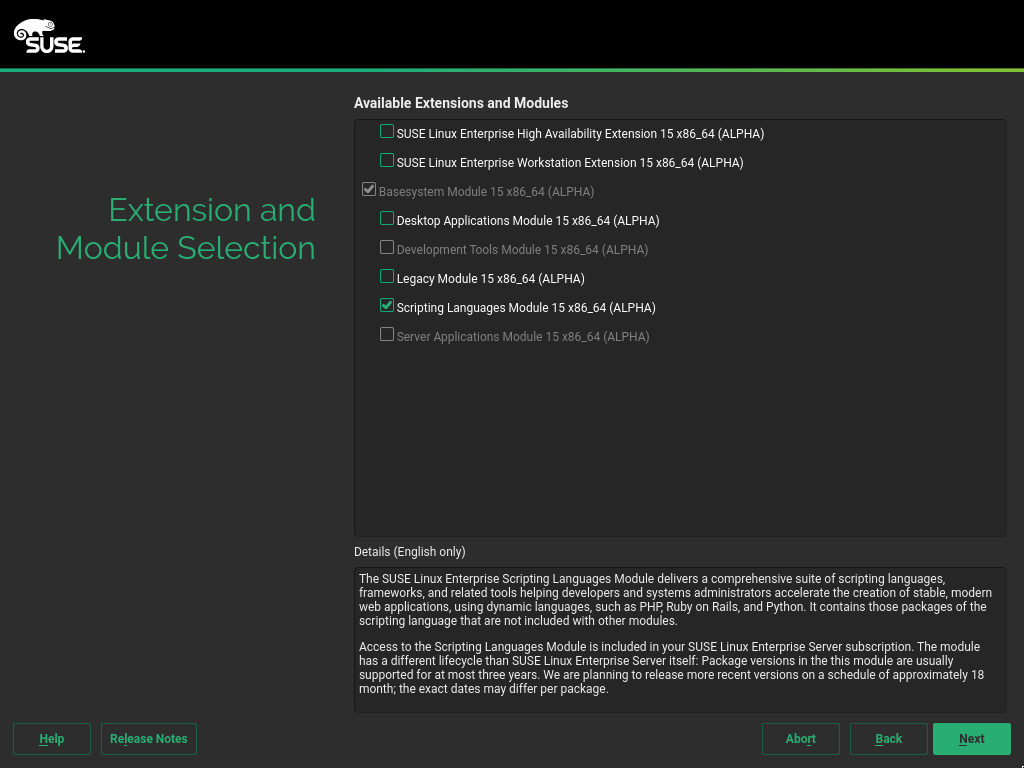 SUSE.
Available Extensions and Modules
SUSE Linux Enterprise High Availability Extension 15 x86_64 (ALPHA)
SUSE Linux Enterprise Workstation Extension 15 x86_64 (ALPHA)
Basesystem Module 15 x86_64 (ALPHA)
Desktop Applications Module 15 x86_64 (ALPHA)
Development Tools Module 15 x86_64 (ALPHA)
Legacy Module 15 x86_64 (ALPHA)
Scripting Languages Module 15 x86_64 (ALPHA)
Server Applications Module 15 x86_64 (ALPHA)
Extension and
Module Selection
Details (English only)
The SUSE Linux Enterprise Scripting Languages Module delivers a comprehensive suite of scripting languages,
frameworks, and related tools helping developers and systems administrators accelerate the creation of stable, modern
web applications, using dynamic languages, such as PHP, Ruby on Rails, and Python. It contains those packages of the
scripting language that are not included with other modules.
Access to the Scripting Languages Module is included in your SUSE Linux Enterprise Server subscription. The module
has a different lifecycle than SUSE Linux Enterprise Server itself: Package versions in the this module are usually
supported for at most three years. We are planning to release more recent versions on a schedule of approximately 18
month; the exact dates may differ per package.
Help
Release Notes
Abort
Back
Next